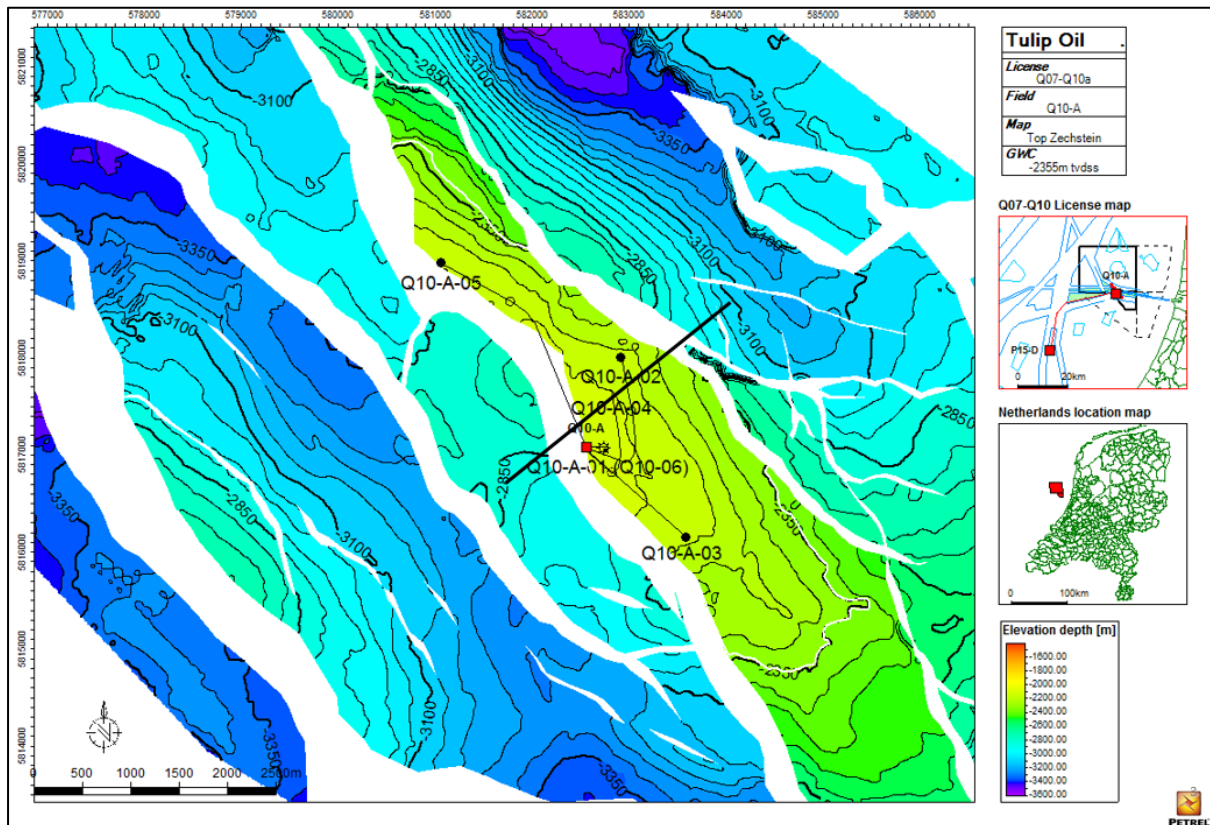 577000 578000 579000 580000 581000 582000 583000 584000 585000 586000
5821000
5820000
5819000
5818000
5817000
5816000
5815000
5814000
-2850
-3100
-3100
-3100
-3350
-3100
-2350
-3350
-3100
-3100
-3100
-2850
-2850
-2850
-3100
-3350
-2350
-2350
-3100
-3350
-3350
Q10-A-05
Q10-A-02
Q10-A-04
Q10-A
Q10-A-01 (Q10-06)
Q10-A-03
N
0 500 1000 1500 2000 2500m
Tulip Oil .
License
Q07-Q10a
Field
Q10-A
Map
Top Zechstein
GWC
-2355m tvdss
Q07-Q10 License map
Q10-A
P15-D
0 20km
Netherlands location map
0 100km
Elevation depth [m]
-1600.00
-1800.00
-2000.00
-2200.00
-2400.00
-2600.00
-2800.00
-3000.00
-3200.00
-3400.00
-3600.00
PETREL